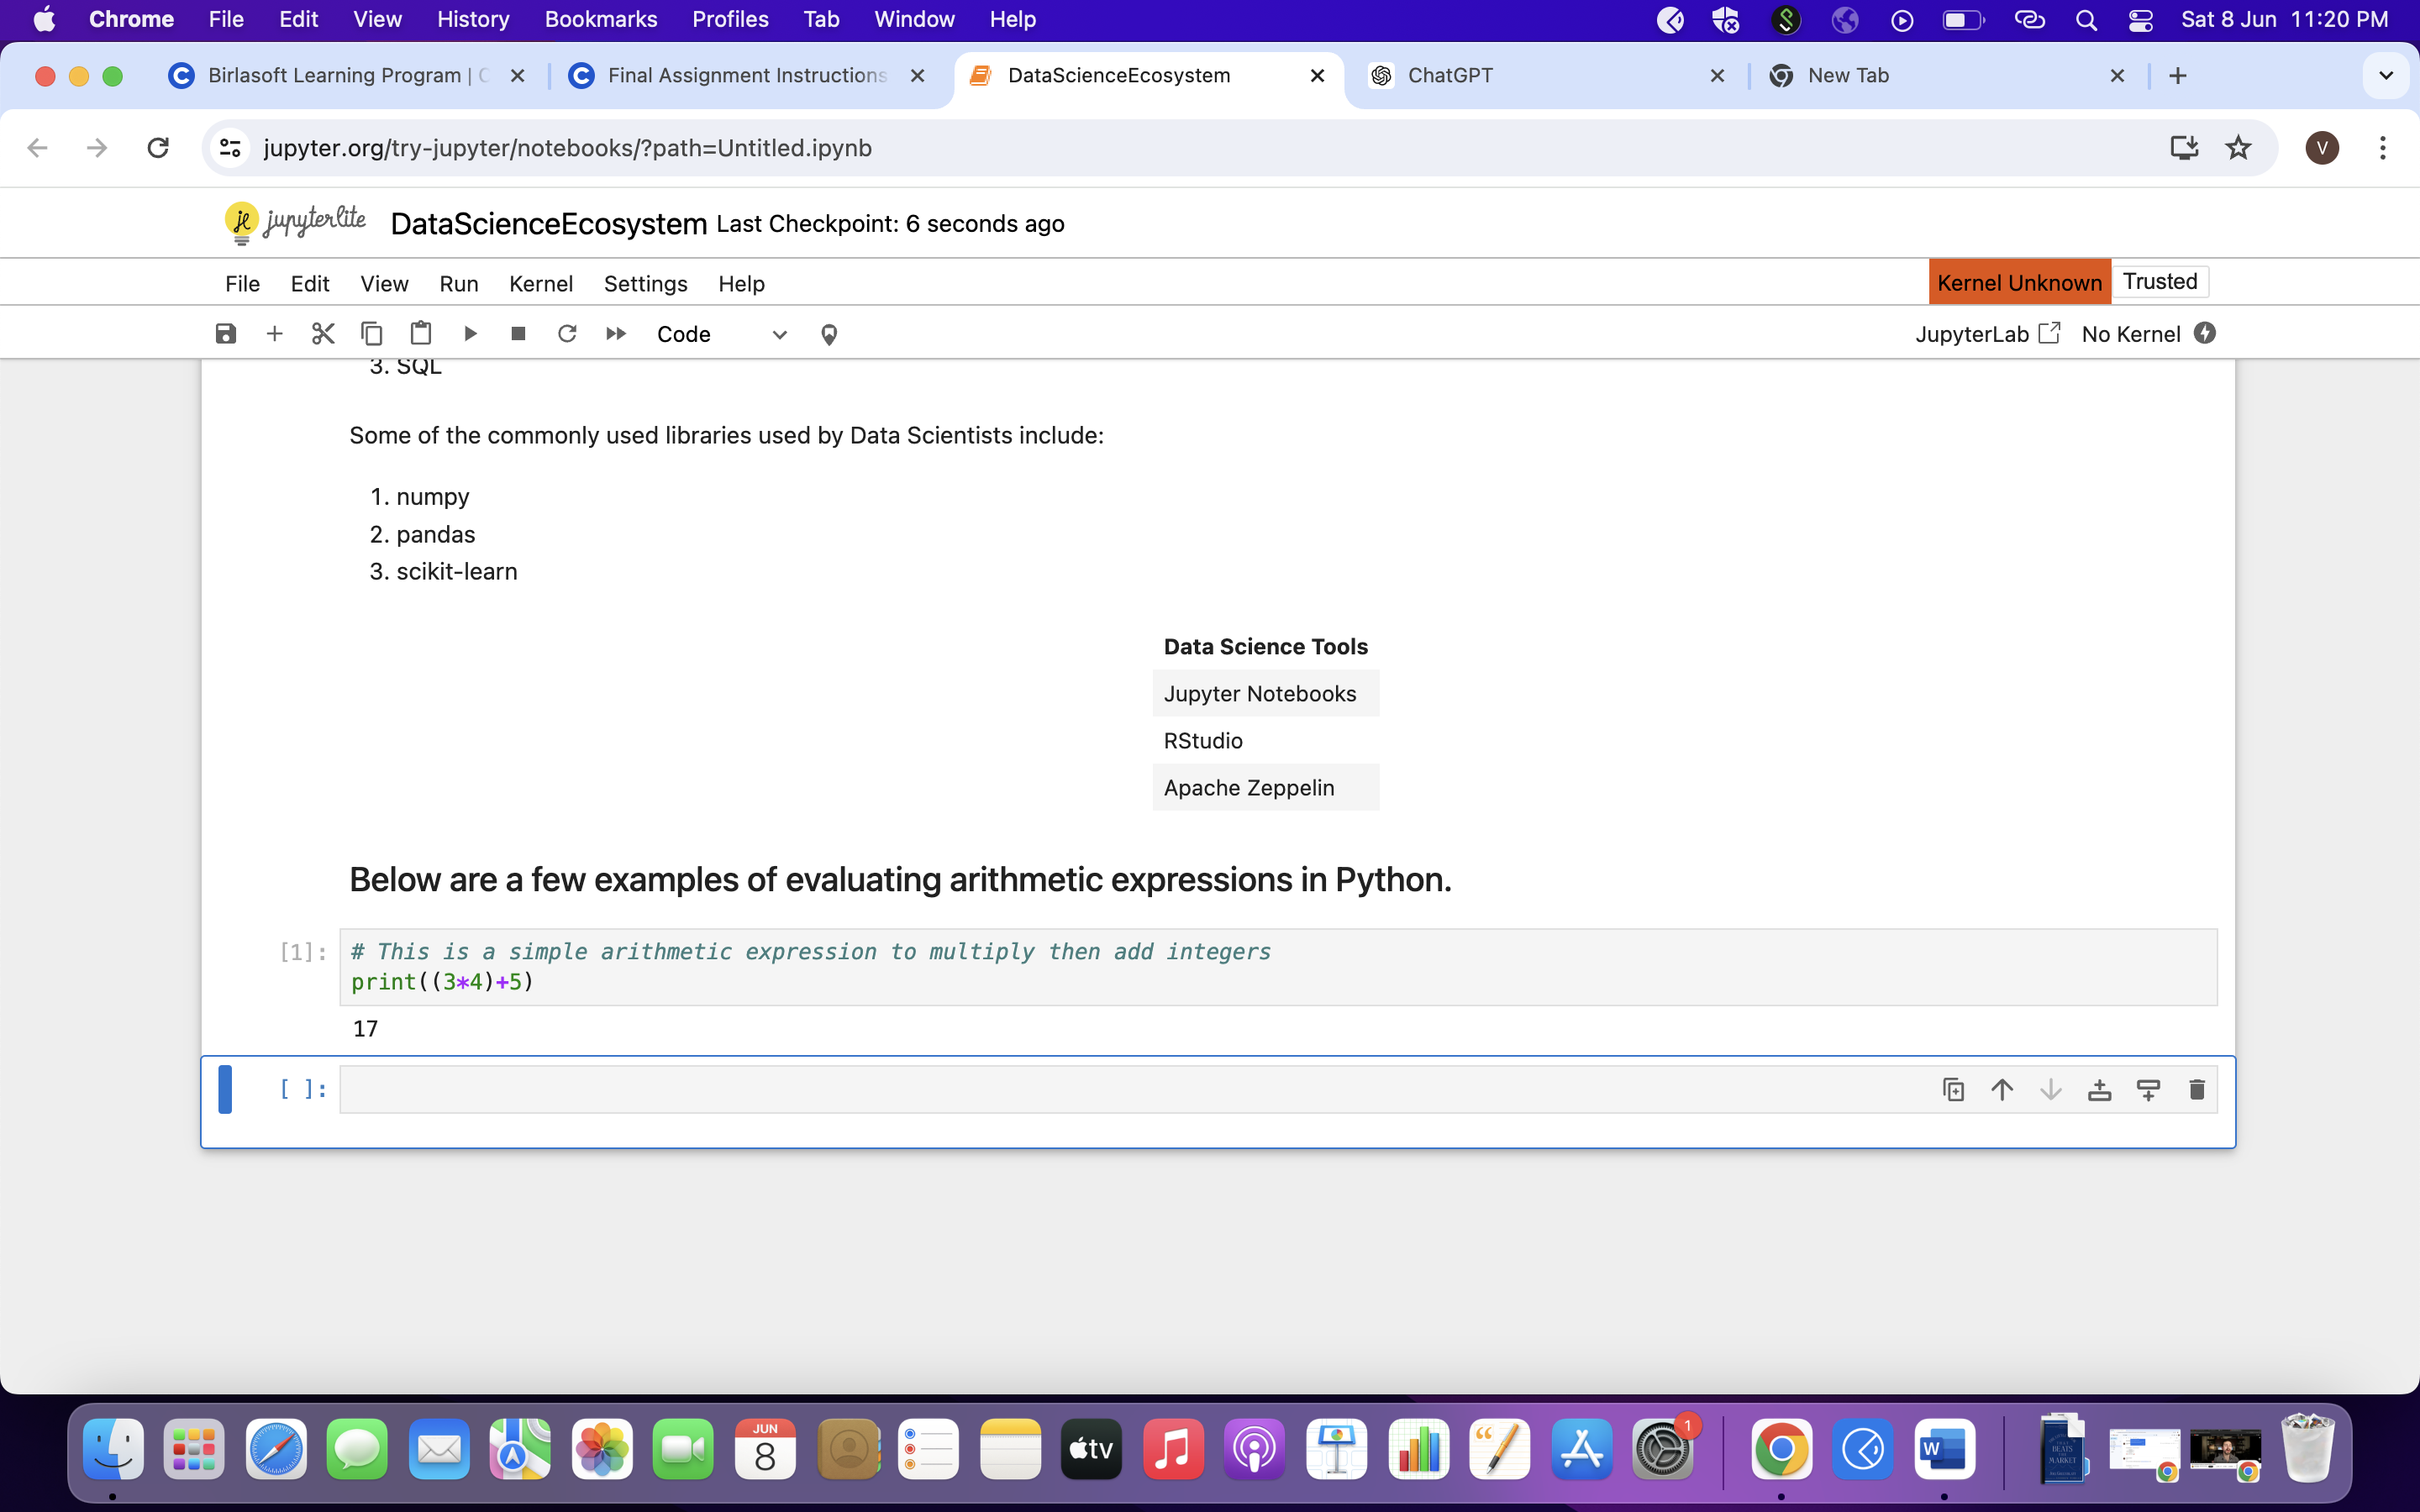 Chrome File Edit View History Bookmarks Profiles Tab Window Help Sat 8 Jun 11:20 PM
Birlasoft Learning Program | Final Assignment Instructions DataScienceEcosystem ChatGPT New Tab
jupyter.org/try-jupyter/notebooks/?path=Untitled.ipynb V
jupyterlite DataScienceEcosystem Last Checkpoint: 6 seconds ago
File Edit View Run Kernel Settings Help Kernel Unknown Trusted
Code JupyterLab No Kernel
3. SQL
Some of the commonly used libraries used by Data Scientists include:
1. numpy
2. pandas
3. scikit-learn
Data Science Tools
Jupyter Notebooks
RStudio
Apache Zeppelin
Below are a few examples of evaluating arithmetic expressions in Python.
[1]: # This is a simple arithmetic expression to multiply then add integers
print((3*4)+5)
17
[ ]:
JUN
8
tv
1
W